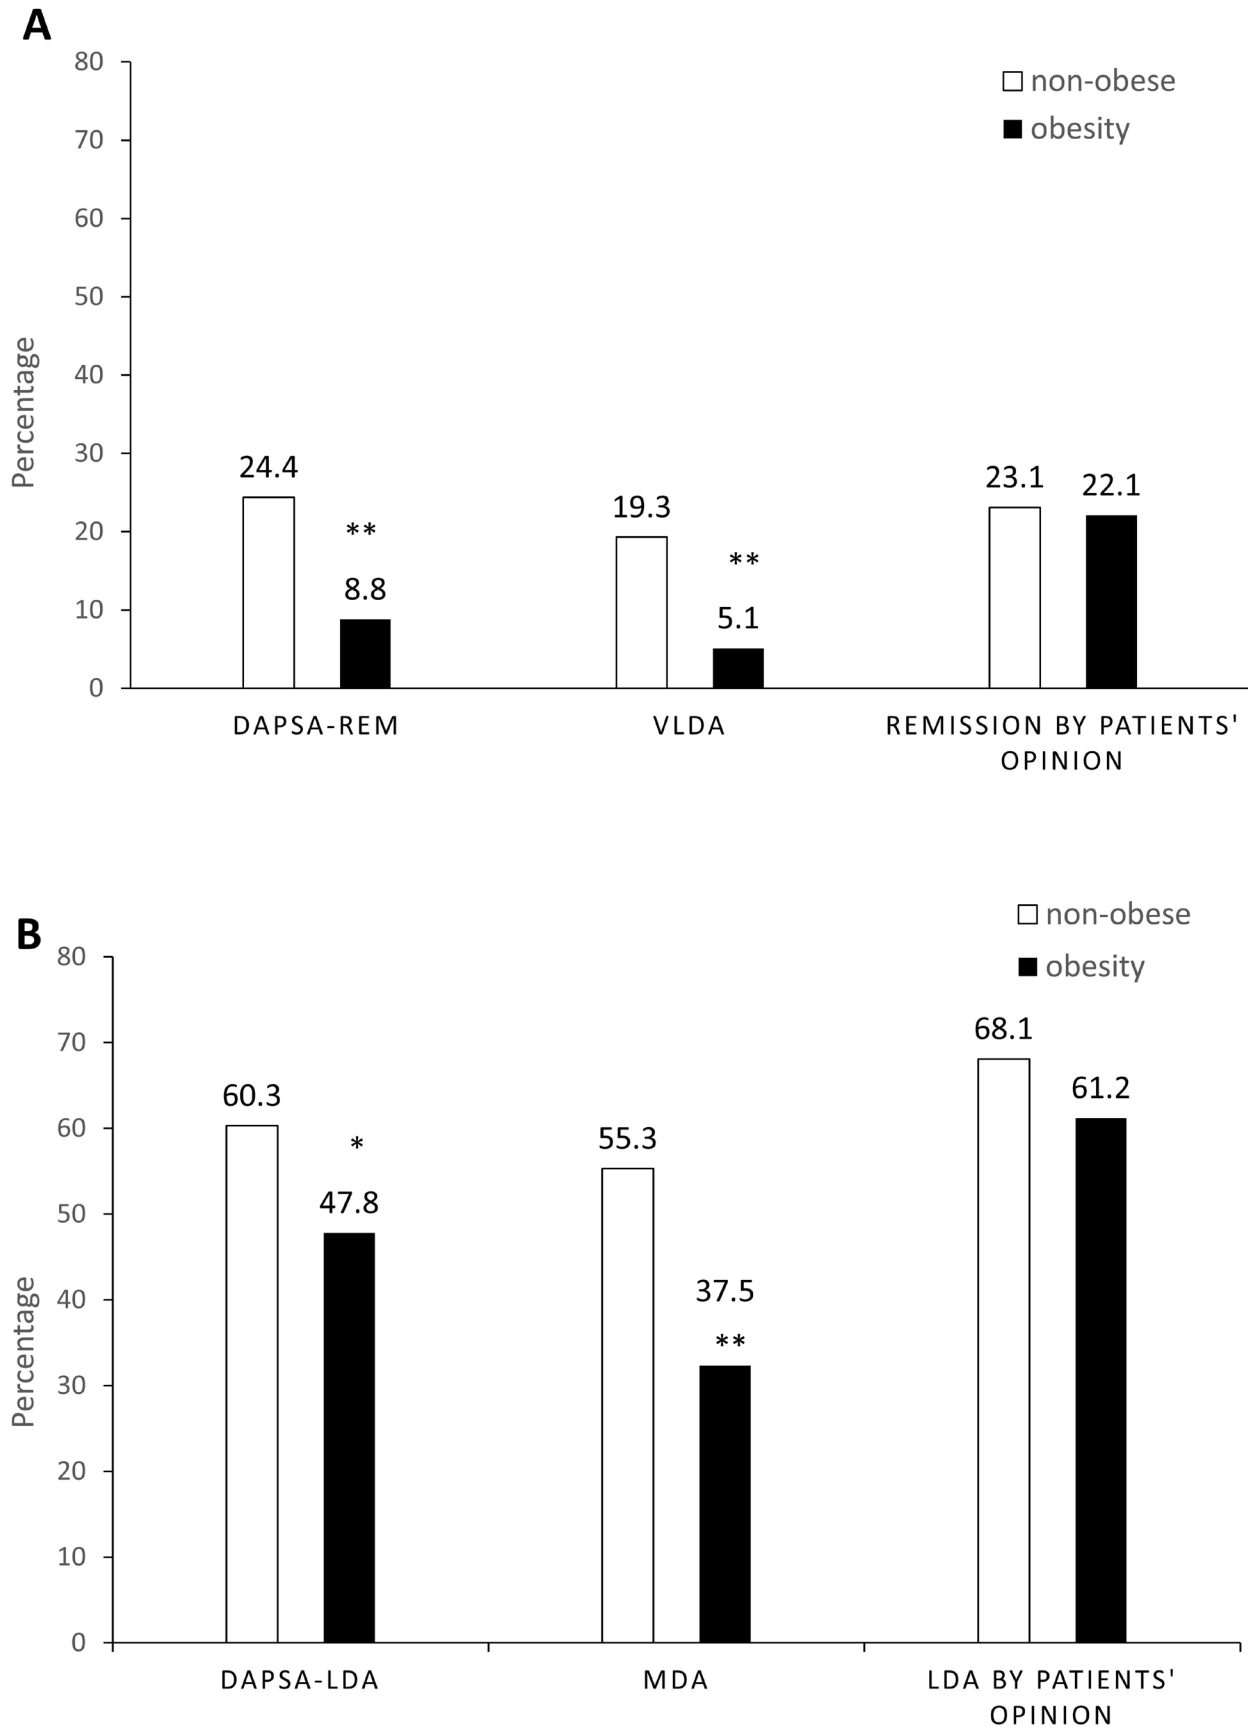 A
80
70
60
50
40
30
20
10
0
Percentage
non-obese
obesity
24.4
**
8.8
19.3
**
5.1
23.1
22.1
DAPSA-REM
VLDA
REMISSION BY PATIENTS'
OPINION
B
80
70
60
50
40
30
20
10
0
Percentage
non-obese
obesity
60.3
*
47.8
55.3
37.5
**
68.1
61.2
DAPSA-LDA
MDA
LDA BY PATIENTS'
OPINION